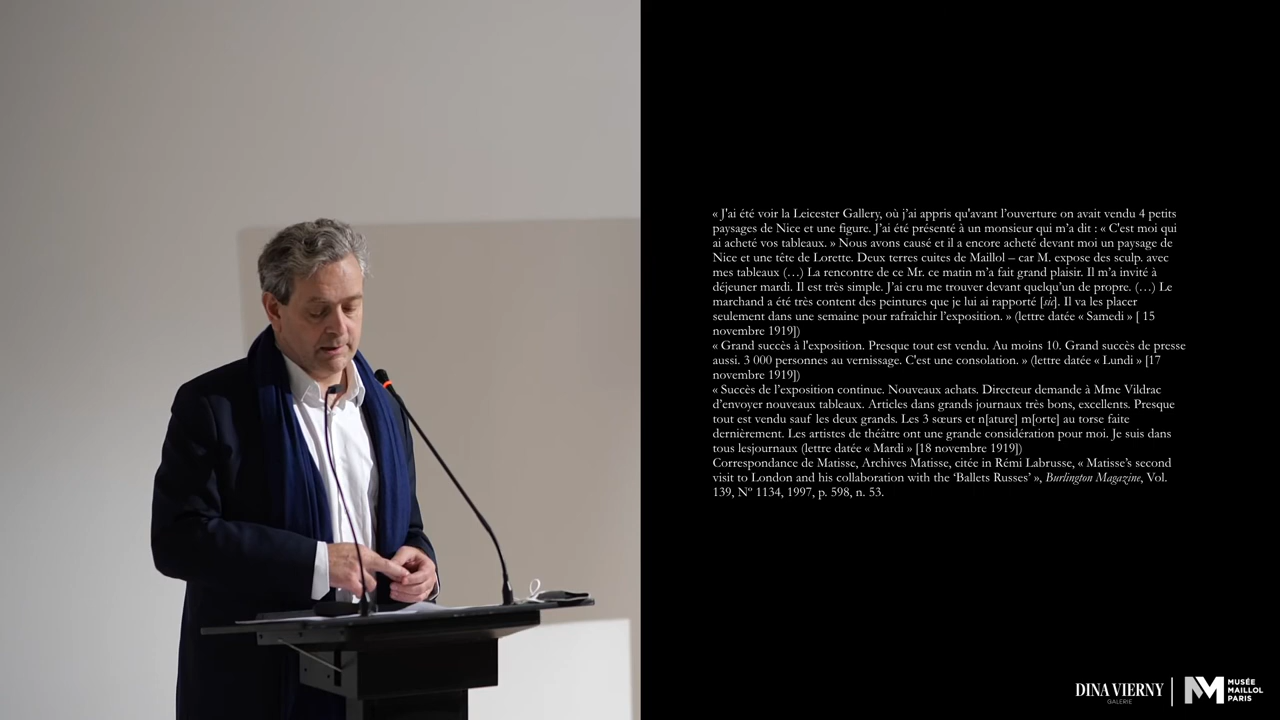 « J'ai été voir la Leicester Gallery, où j’ai appris qu'avant l’ouverture on avait vendu 4 petits
paysages de Nice et une figure. J’ai été présenté à un monsieur qui m’a dit : « C'est moi qui
ai acheté vos tableaux. » Nous avons causé et il a encore acheté devant moi un paysage de
Nice et une tête de Lorette. Deux terres cuites de Maillol – car M. expose des sculp. avec
mes tableaux (…) La rencontre de ce Mr. ce matin m’a fait grand plaisir. Il m’a invité à
déjeuner mardi. Il est très simple. J’ai cru me trouver devant quelqu’un de propre. (…) Le
marchand a été très content des peintures que je lui ai rapporté [sic]. Il va les placer
seulement dans une semaine pour rafraîchir l’exposition. » (lettre datée « Samedi » [ 15
novembre 1919])
« Grand succès à l'exposition. Presque tout est vendu. Au moins 10. Grand succès de presse
aussi. 3 000 personnes au vernissage. C'est une consolation. » (lettre datée « Lundi » [17
novembre 1919])
« Succès de l’exposition continue. Nouveaux achats. Directeur demande à Mme Vildrac
d’envoyer nouveaux tableaux. Articles dans grands journaux très bons, excellents. Presque
tout est vendu sauf les deux grands. Les 3 sœurs et n[ature] m[orte] au torse faite
dernièrement. Les artistes de théâtre ont une grande considération pour moi. Je suis dans
tous lesjournaux (lettre datée « Mardi » [18 novembre 1919])
Correspondance de Matisse, Archives Matisse, citée in Rémi Labrusse, « Matisse’s second
visit to London and his collaboration with the ‘Ballets Russes’ », Burlington Magazine, Vol.
139, Nº 1134, 1997, p. 598, n. 53.
DINA VIERNY
GALERIE
MUSÉE
MAILLOL
PARIS